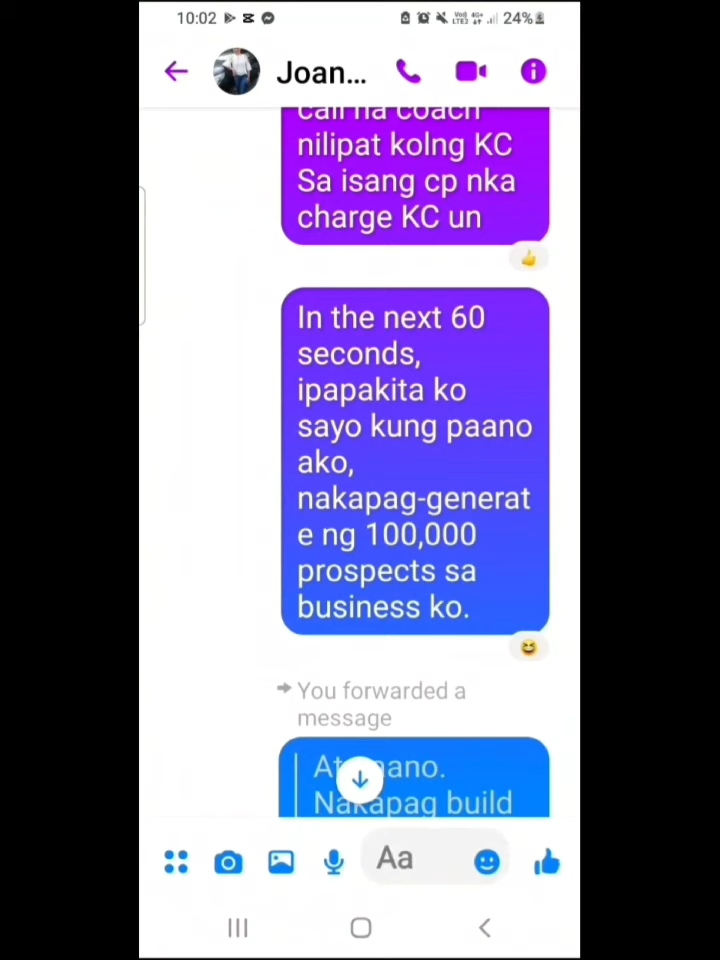 10:02
24%
Joan...
call na coach
nilipat kolng KC
Sa isang cp nka
charge KC un
In the next 60
seconds,
ipapakita ko
sayo kung paano
ako,
nakapag-generat
e ng 100,000
prospects sa
business ko.
You forwarded a
message
Nakapag build
Aa